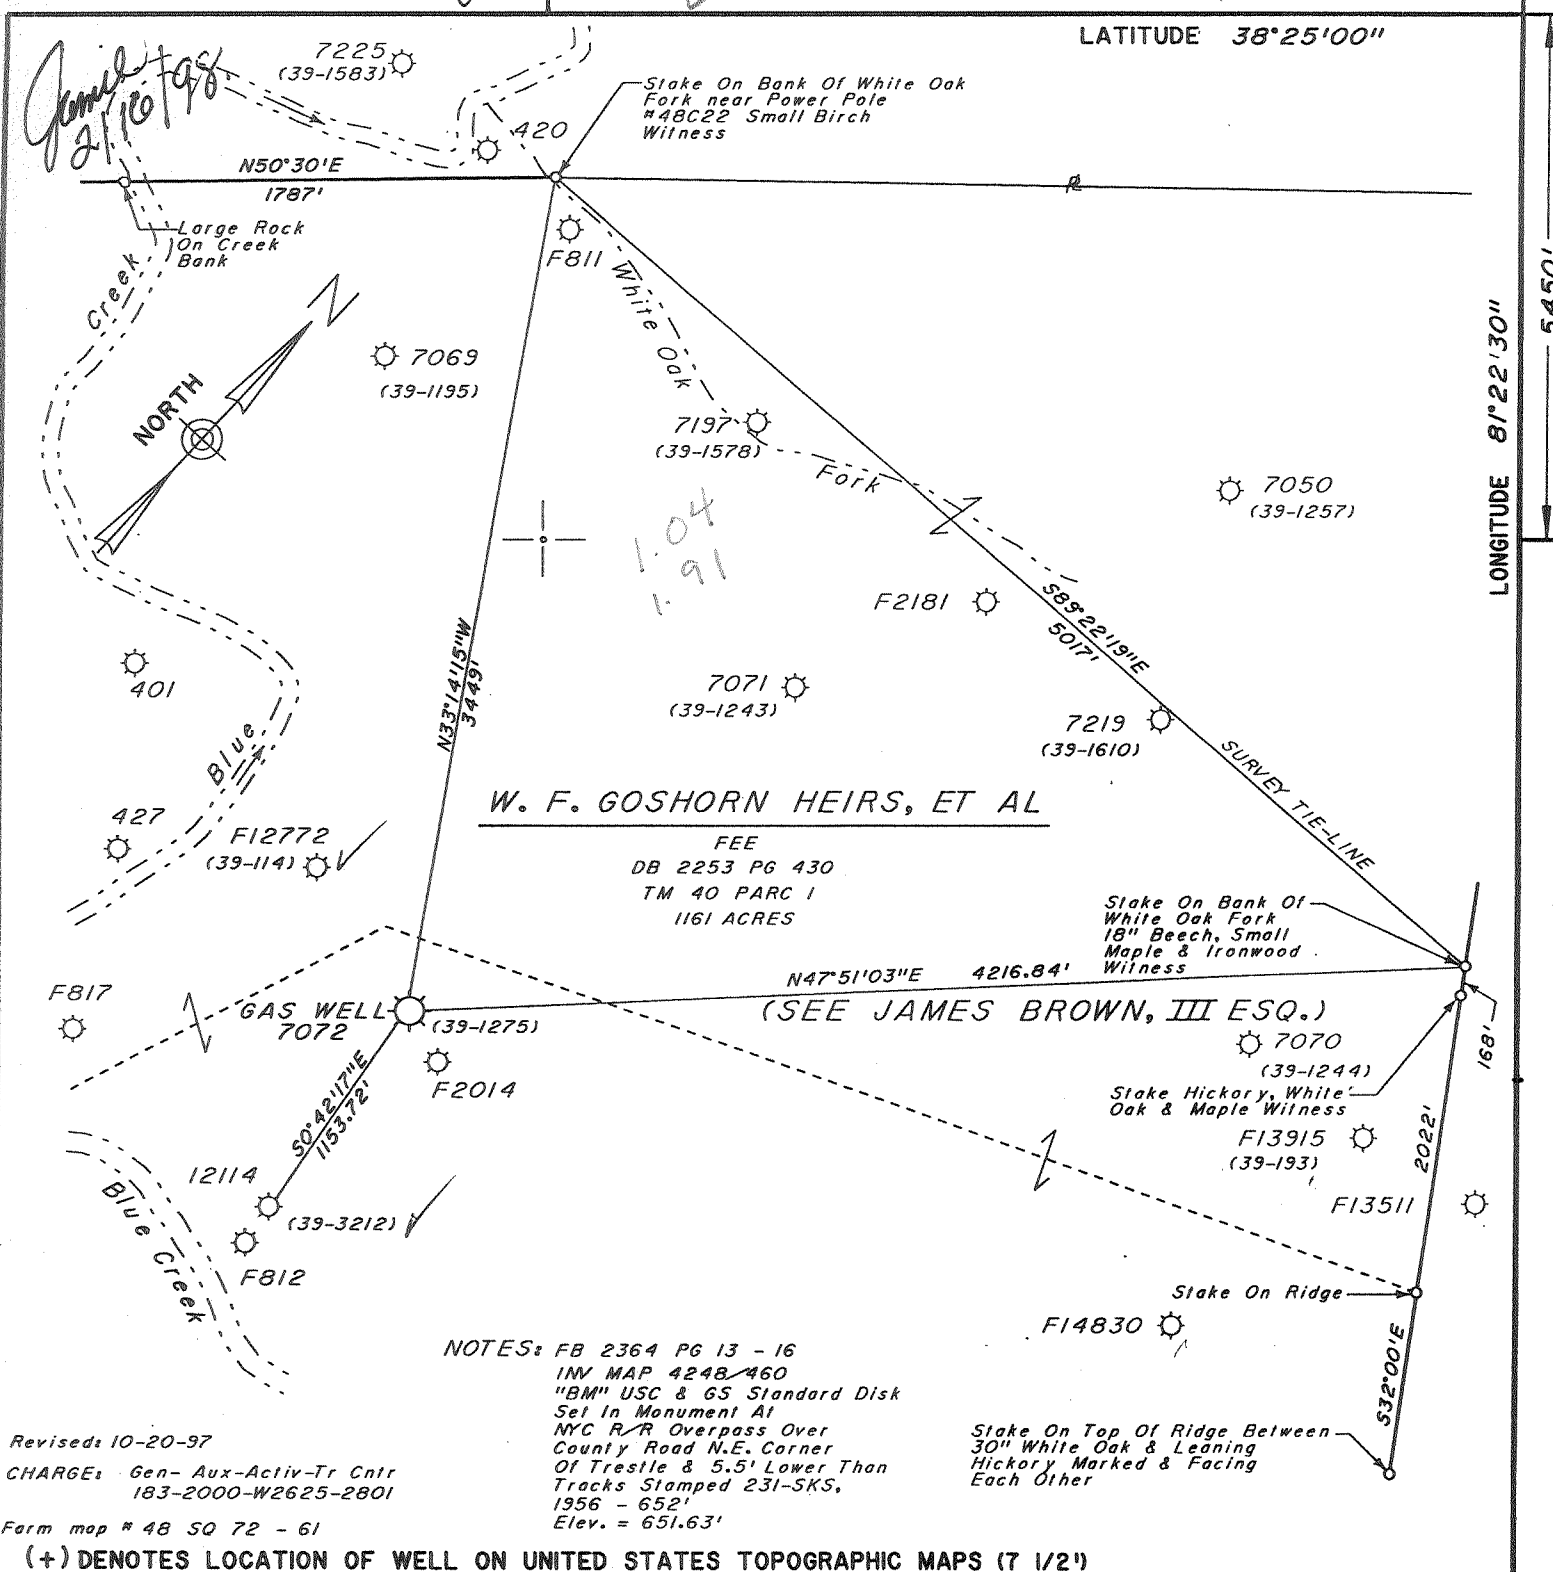 LATITUDE 38°25'00"
Jamie
2/16/98
7225
(39-1583)
Stake On Bank Of White Oak
Fork near Power Pole
#48C22 Small Birch
Witness
420
N50°30'E
1787'
Large Rock
On Creek
Bank
F811
White Oak
Fork
Creek
N
NORTH
7069
(39-1195)
7197
(39-1578)
7050
(39-1257)
5450'
LONGITUDE 81°22'30"
1.04
1.91
F2181
S89°22'19"E
5017'
N33°14'15"W
3449'
401
7071
(39-1243)
7219
(39-1610)
SURVEY TIE-LINE
Blue
427
F12772
(39-114)
W. F. GOSHORN HEIRS, ET AL
FEE
DB 2253 PG 430
TM 40 PARC 1
1161 ACRES
Stake On Bank Of
White Oak Fork
18" Beech, Small
Maple & Ironwood
Witness
N47°51'03"E 4216.84'
F817
GAS WELL
7072
(39-1275)
(SEE JAMES BROWN, III ESQ.)
7070
(39-1244)
168'
F2014
Stake Hickory, White
Oak & Maple Witness
S0°42'17"E
1153.72'
F13915
(39-193)
2022'
12114
(39-3212)
F13511
F812
Blue Creek
Stake On Ridge
F14830
S32°00'E
NOTES: FB 2364 PG 13 - 16
INV MAP 4248/460
"BM" USC & GS Standard Disk
Set In Monument At
NYC R/R Overpass Over
County Road N.E. Corner
Of Trestle & 5.5' Lower Than
Tracks Stamped 231-SKS,
1956 - 652'
Elev. = 651.63'
Stake On Top Of Ridge Between
30" White Oak & Leaning
Hickory Marked & Facing
Each Other
Revised: 10-20-97
CHARGE: Gen- Aux-Activ-Tr Cntr
183-2000-W2625-2801
Farm map # 48 SQ 72 - 61
(+) DENOTES LOCATION OF WELL ON UNITED STATES TOPOGRAPHIC MAPS (7 1/2')